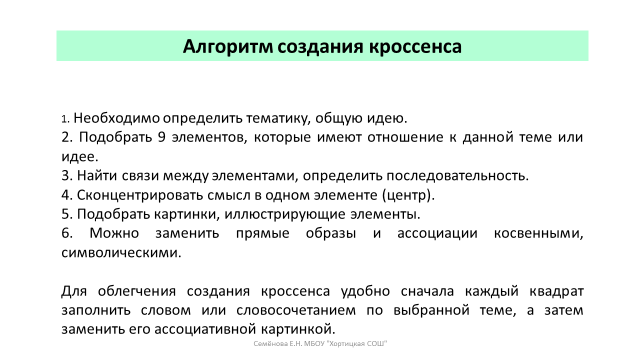 Алгоритм создания кроссенса
1. Необходимо определить тематику, общую идею.
2. Подобрать 9 элементов, которые имеют отношение к данной теме или
идее.
3. Найти связи между элементами, определить последовательность.
4. Сконцентрировать смысл в одном элементе (центр).
5. Подобрать картинки, иллюстрирующие элементы.
6. Можно заменить прямые образы и ассоциации косвенными,
символическими.
Для облегчения создания кроссенса удобно сначала каждый квадрат
заполнить словом или словосочетанием по выбранной теме, а затем
заменить его ассоциативной картинкой.
Семёнова Е.Н. МБОУ "Хортицкая СОШ"